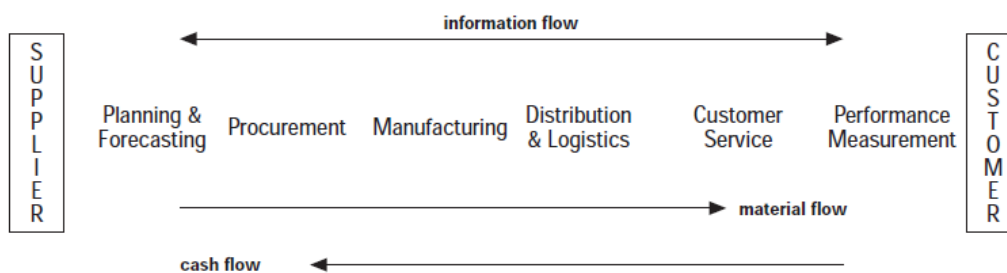 information flow
SUPPLIER
Planning &
Forecasting
Procurement
Manufacturing
Distribution
& Logistics
Customer
Service
Performance
Measurement
CUSTOMER
material flow
cash flow